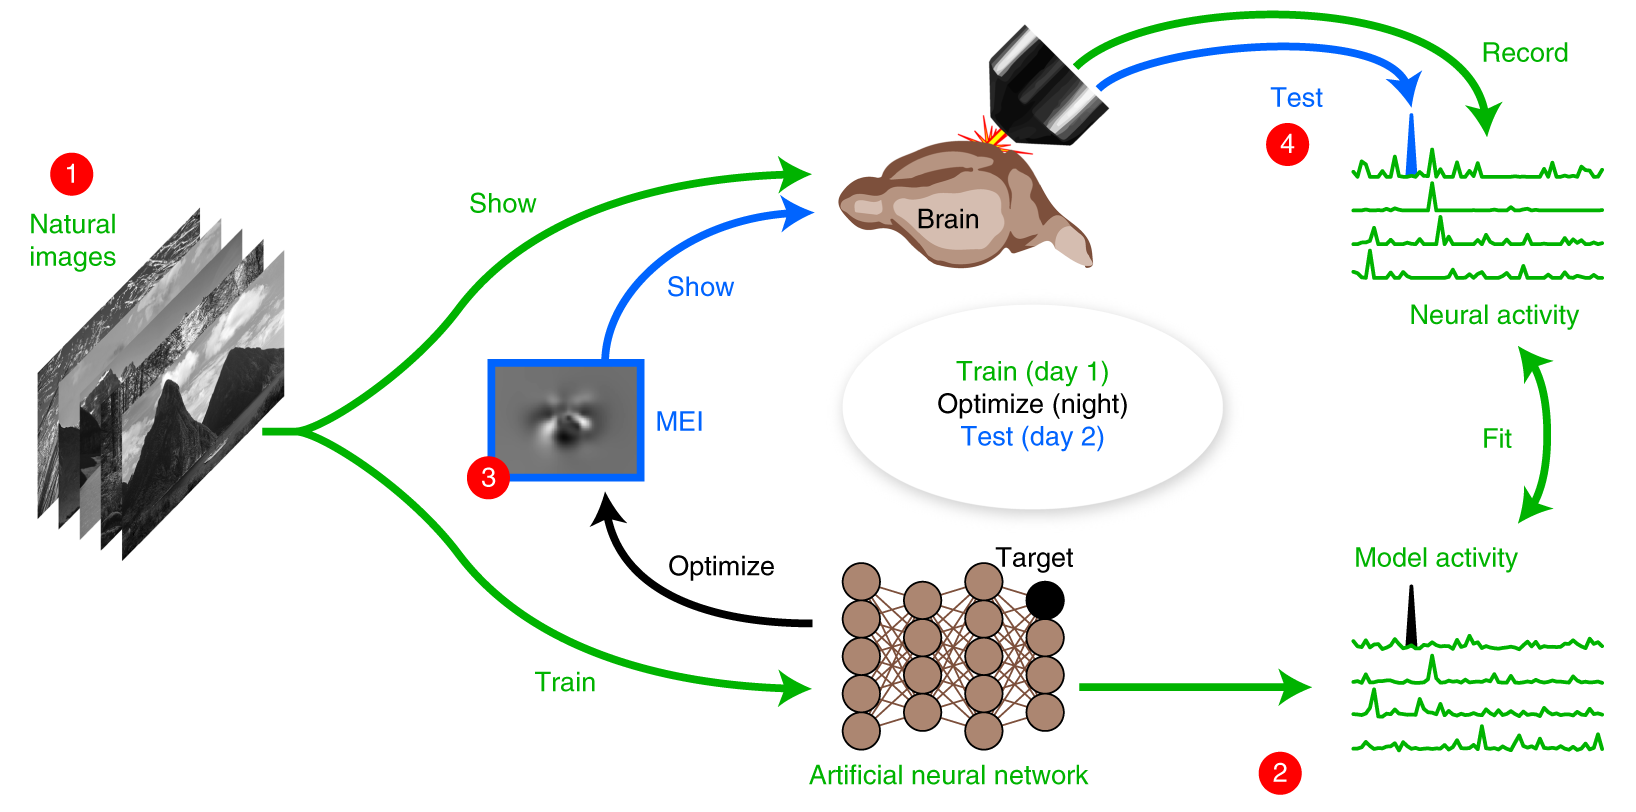 1
Natural
images
Show
Show
MEI
3
Optimize
Train
Brain
Record
Test
4
Neural activity
Train (day 1)
Optimize (night)
Test (day 2)
Fit
Target
Model activity
Artificial neural network
2